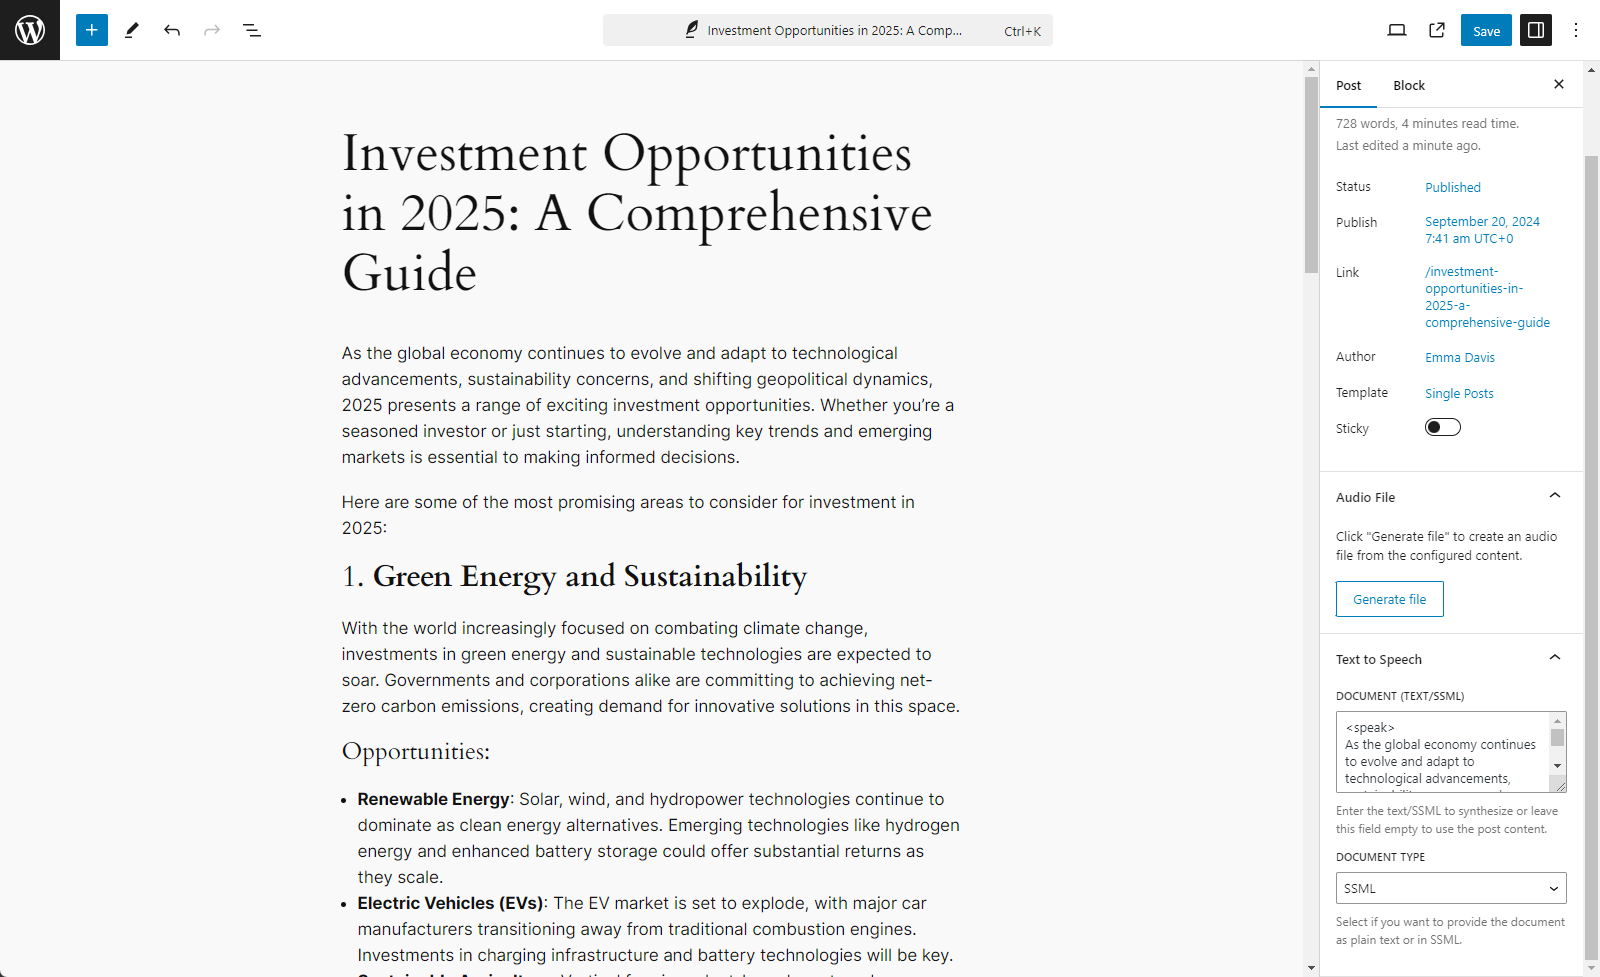 Investment Opportunities in 2025: A Comp... Ctrl+K
Save
Investment Opportunities
in 2025: A Comprehensive
Guide
As the global economy continues to evolve and adapt to technological
advancements, sustainability concerns, and shifting geopolitical dynamics,
2025 presents a range of exciting investment opportunities. Whether you’re a
seasoned investor or just starting, understanding key trends and emerging
markets is essential to making informed decisions.
Here are some of the most promising areas to consider for investment in
2025:
1. Green Energy and Sustainability
With the world increasingly focused on combating climate change,
investments in green energy and sustainable technologies are expected to
soar. Governments and corporations alike are committing to achieving net-
zero carbon emissions, creating demand for innovative solutions in this space.
Opportunities:
• Renewable Energy: Solar, wind, and hydropower technologies continue to
dominate as clean energy alternatives. Emerging technologies like hydrogen
energy and enhanced battery storage could offer substantial returns as
they scale.
• Electric Vehicles (EVs): The EV market is set to explode, with major car
manufacturers transitioning away from traditional combustion engines.
Investments in charging infrastructure and battery technologies will be key.
Post Block
728 words, 4 minutes read time.
Last edited a minute ago.
Status Published
Publish September 20, 2024
7:41 am UTC+0
Link /investment-
opportunities-in-
2025-a-
comprehensive-guide
Author Emma Davis
Template Single Posts
Sticky
Audio File
Click "Generate file" to create an audio
file from the configured content.
Generate file
Text to Speech
DOCUMENT (TEXT/SSML)
<speak>
As the global economy continues
to evolve and adapt to
technological advancements,
Enter the text/SSML to synthesize or leave
this field empty to use the post content.
DOCUMENT TYPE
SSML
Select if you want to provide the document
as plain text or in SSML.